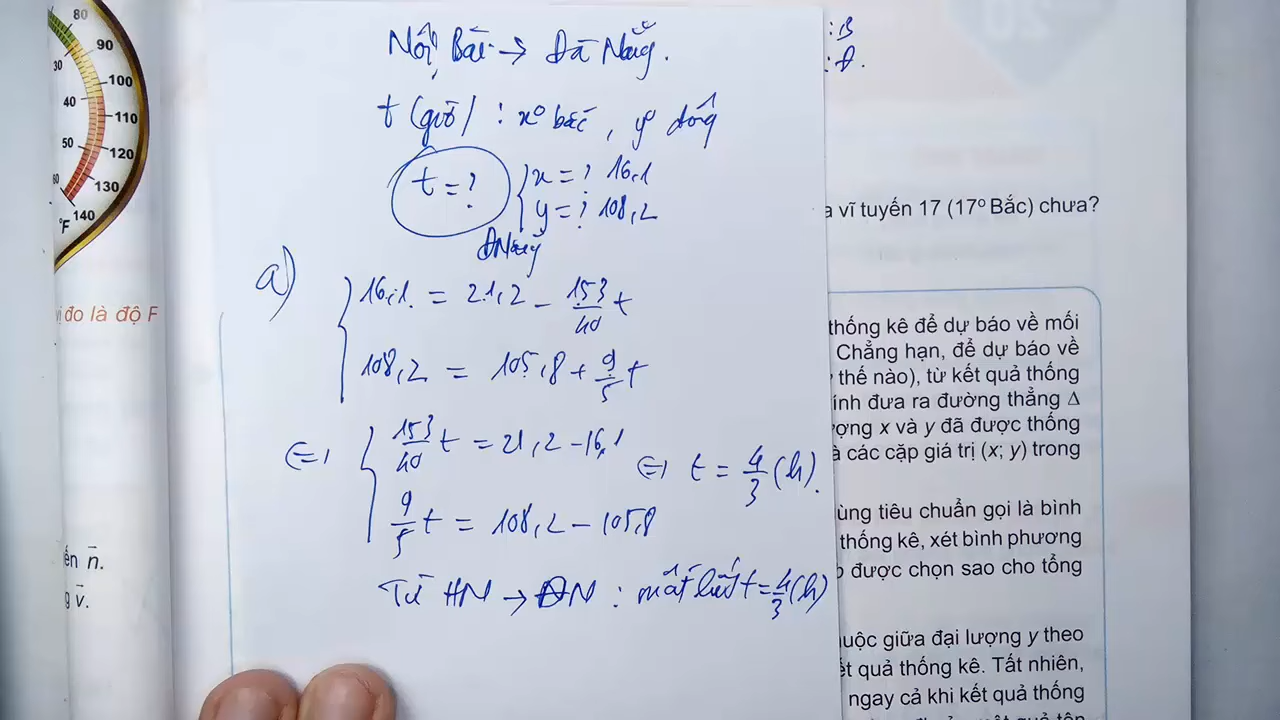 80
90
100
110
120
130
140
30
40
50
60
°F
vị đo là độ F
ến n.
g v.
Nội Bài → Đà Nẵng.
t (giờ) : x° bắc, y° đông
t = ? { x = ? 16,1
y = ? 108,2
ĐNẵng
a) { 16,1 = 21,2 - 153/40 t
108,2 = 105,8 + 9/5 t
⇔ { 153/40 t = 21,2 - 16,1 ⇔ t = 4/3 (h).
9/5 t = 108,2 - 105,8
Từ HN → ĐN : mất hết t = 4/3 (h)
: B
: Đ.
a vĩ tuyến 17 (17° Bắc) chưa?
thống kê để dự báo về mối
Chẳng hạn, để dự báo về
thế nào), từ kết quả thống
ính đưa ra đường thẳng Δ
ượng x và y đã được thống
à các cặp giá trị (x; y) trong
ùng tiêu chuẩn gọi là bình
thống kê, xét bình phương
được chọn sao cho tổng
uộc giữa đại lượng y theo
ết quả thống kê. Tất nhiên,
ngay cả khi kết quả thống